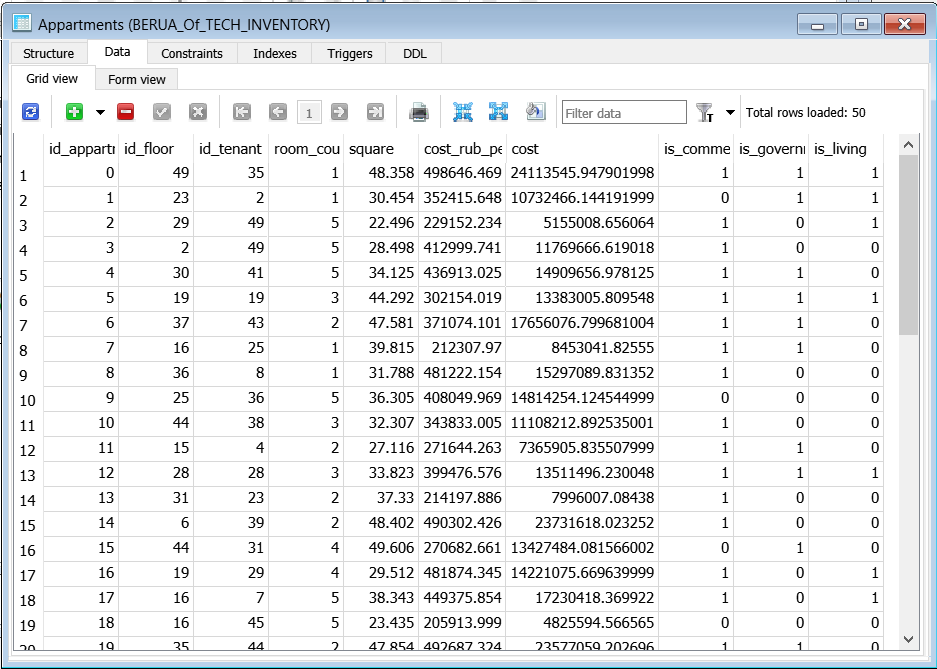 Appartments (BERUA_Of_TECH_INVENTORY)
Structure Data Constraints Indexes Triggers DDL
Grid view Form view
1 Filter data T Total rows loaded: 50
id_appartr id_floor id_tenant room_cou square cost_rub_pe cost is_comme is_governr is_living
1 0 49 35 1 48.358 498646.469 24113545.947901998 1 1 1
2 1 23 2 1 30.454 352415.648 10732466.144191999 0 1 1
3 2 29 49 5 22.496 229152.234 5155008.656064 1 0 1
4 3 2 49 5 28.498 412999.741 11769666.619018 1 0 0
5 4 30 41 5 34.125 436913.025 14909656.978125 1 1 0
6 5 19 19 3 44.292 302154.019 13383005.809548 1 1 1
7 6 37 43 2 47.581 371074.101 17656076.799681004 1 1 0
8 7 16 25 1 39.815 212307.97 8453041.82555 1 1 0
9 8 36 8 1 31.788 481222.154 15297089.831352 1 0 0
10 9 25 36 5 36.305 408049.969 14814254.124544999 0 0 0
11 10 44 38 3 32.307 343833.005 11108212.892535001 1 0 0
12 11 15 4 2 27.116 271644.263 7365905.835507999 1 1 0
13 12 28 28 3 33.823 399476.576 13511496.230048 1 1 1
14 13 31 23 2 37.33 214197.886 7996007.08438 1 0 0
15 14 6 39 2 48.402 490302.426 23731618.023252 1 0 0
16 15 44 31 4 49.606 270682.661 13427484.081566002 0 1 0
17 16 19 29 4 29.512 481874.345 14221075.669639999 1 0 1
18 17 16 7 5 38.343 449375.854 17230418.369922 1 0 1
19 18 16 45 5 23.435 205913.999 4825594.566565 0 0 0
20 19 35 44 2 47.854 492687.324 23577059.202696 1 1 0